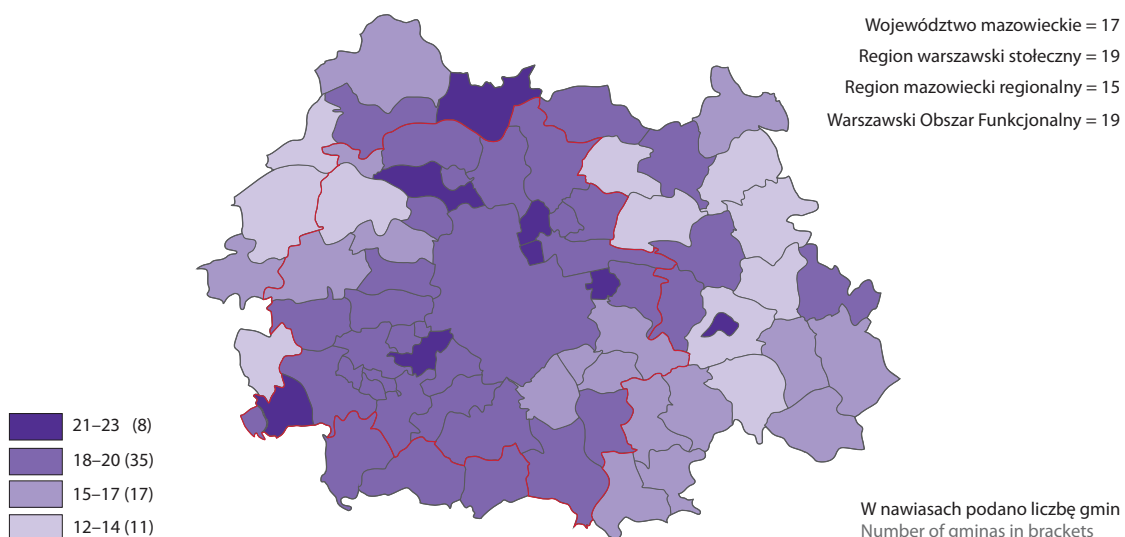 Województwo mazowieckie = 17
Region warszawski stołeczny = 19
Region mazowiecki regionalny = 15
Warszawski Obszar Funkcjonalny = 19
21–23 (8)
18–20 (35)
15–17 (17)
12–14 (11)
W nawiasach podano liczbę gmin
Number of gminas in brackets